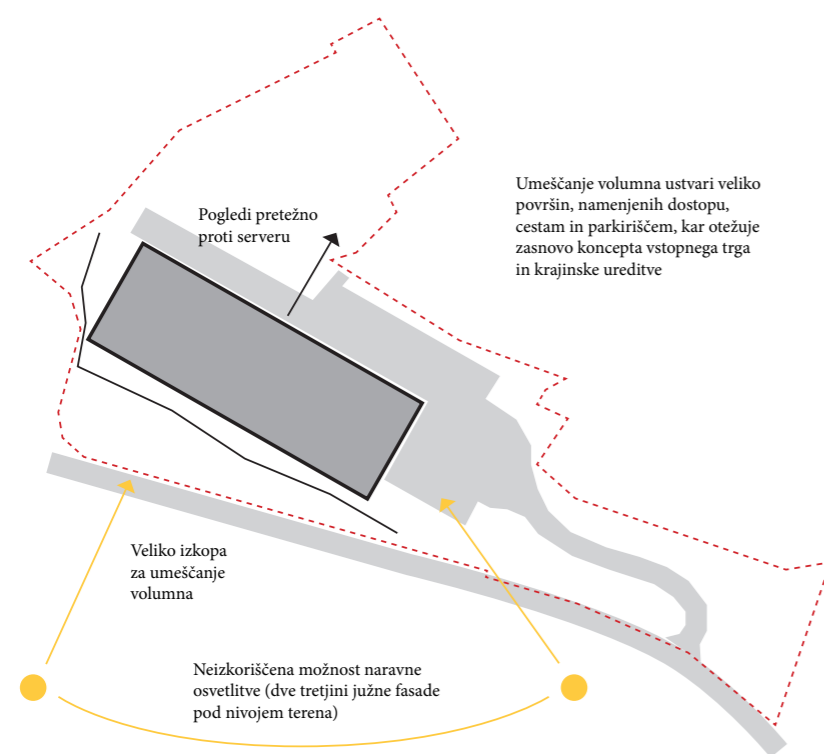 Umeščanje volumna ustvari veliko
površin, namenjenih dostopu,
cestam in parkiriščem, kar otežuje
zasnovo koncepta vstopnega trga
in krajinske ureditve
Pogledi pretežno
proti serveru
Veliko izkopa
za umeščanje
volumna
Neizkoriščena možnost naravne
osvetlitve (dve tretjini južne fasade
pod nivojem terena)